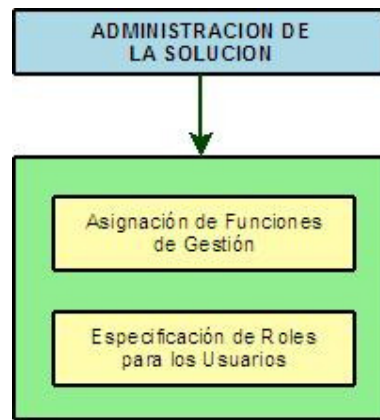 ADMINISTRACION DE
LA SOLUCION
Asignación de Funciones
de Gestión
Especificación de Roles
para los Usuarios